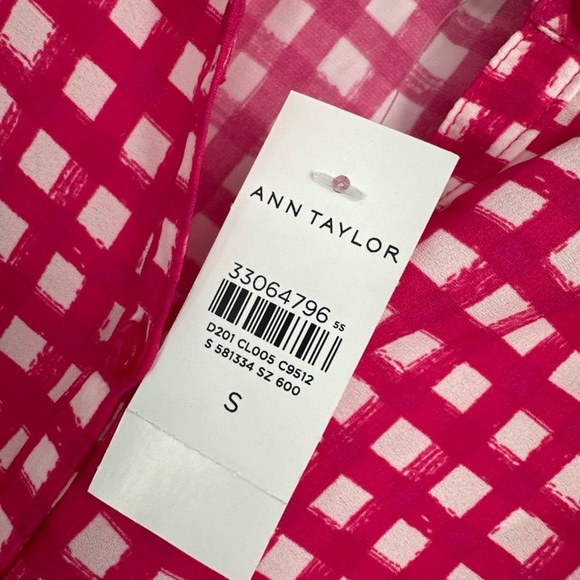 ANN TAYLOR
33064796 SS
D201 CL005 C9512
S 581334 SZ 600
S